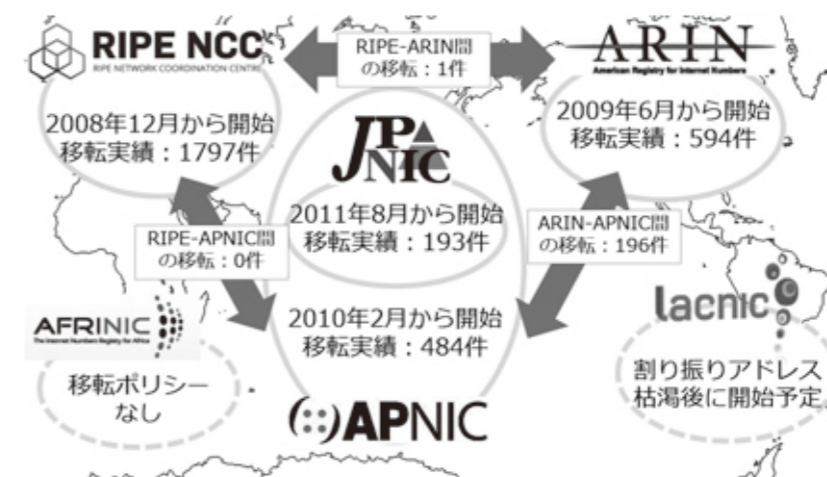 RIPE NCC
RIPE NETWORK COORDINATION CENTRE
2008年12月から開始
移転実績：1797件
RIPE-ARIN間
の移転：1件
ARIN
American Registry for Internet Numbers
2009年6月から開始
移転実績：594件
JPNIC
2011年8月から開始
移転実績：193件
RIPE-APNIC間
の移転：0件
ARIN-APNIC間
の移転：196件
2010年2月から開始
移転実績：484件
APNIC
AFRINIC
The Internet Numbers Registry for Africa
移転ポリシー
なし
lacnic
割り振りアドレス
枯渇後に開始予定